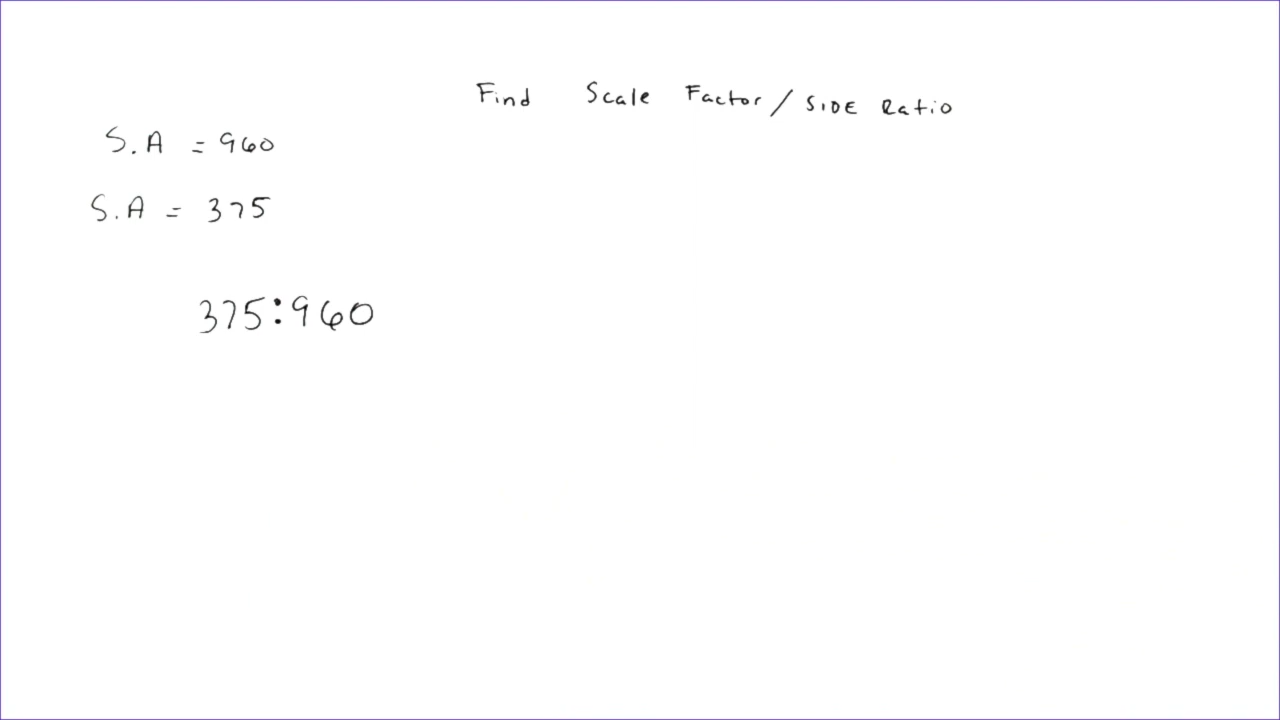 Find Scale Factor / SIDE Ratio
S.A = 960
S.A = 375
375:960